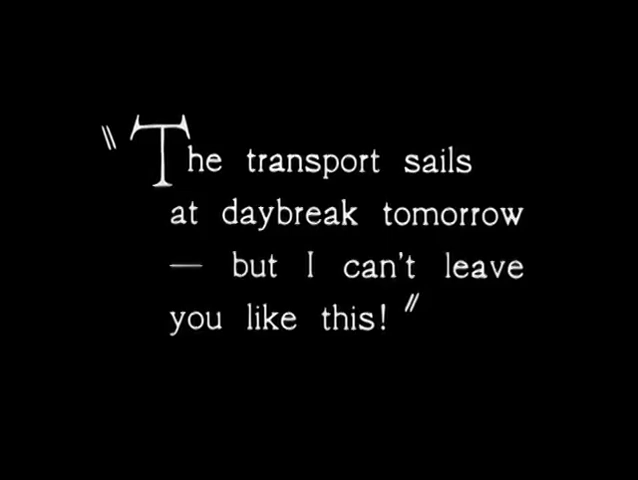 "The transport sails
at daybreak tomorrow
— but I can't leave
you like this!"